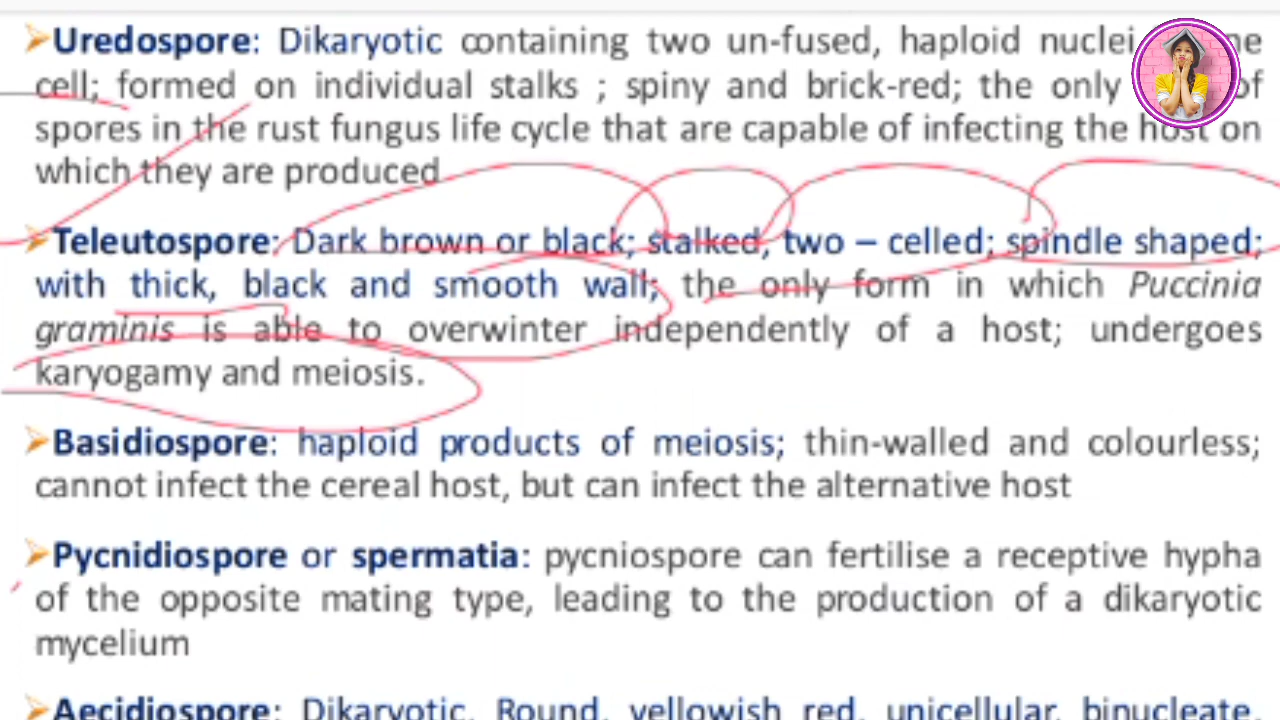 Uredospore: Dikaryotic containing two un-fused, haploid nuclei
cell; formed on individual stalks ; spiny and brick-red; the only of
spores in the rust fungus life cycle that are capable of infecting the host on
which they are produced
Teleutospore: Dark brown or black; stalked, two – celled; spindle shaped;
with thick, black and smooth wall; the only form in which Puccinia
graminis is able to overwinter independently of a host; undergoes
karyogamy and meiosis.
Basidiospore: haploid products of meiosis; thin-walled and colourless;
cannot infect the cereal host, but can infect the alternative host
Pycnidiospore or spermatia: pycniospore can fertilise a receptive hypha
of the opposite mating type, leading to the production of a dikaryotic
mycelium
Aecidiospore: Dikaryotic, Round, yellowish red, unicellular, binucleate,